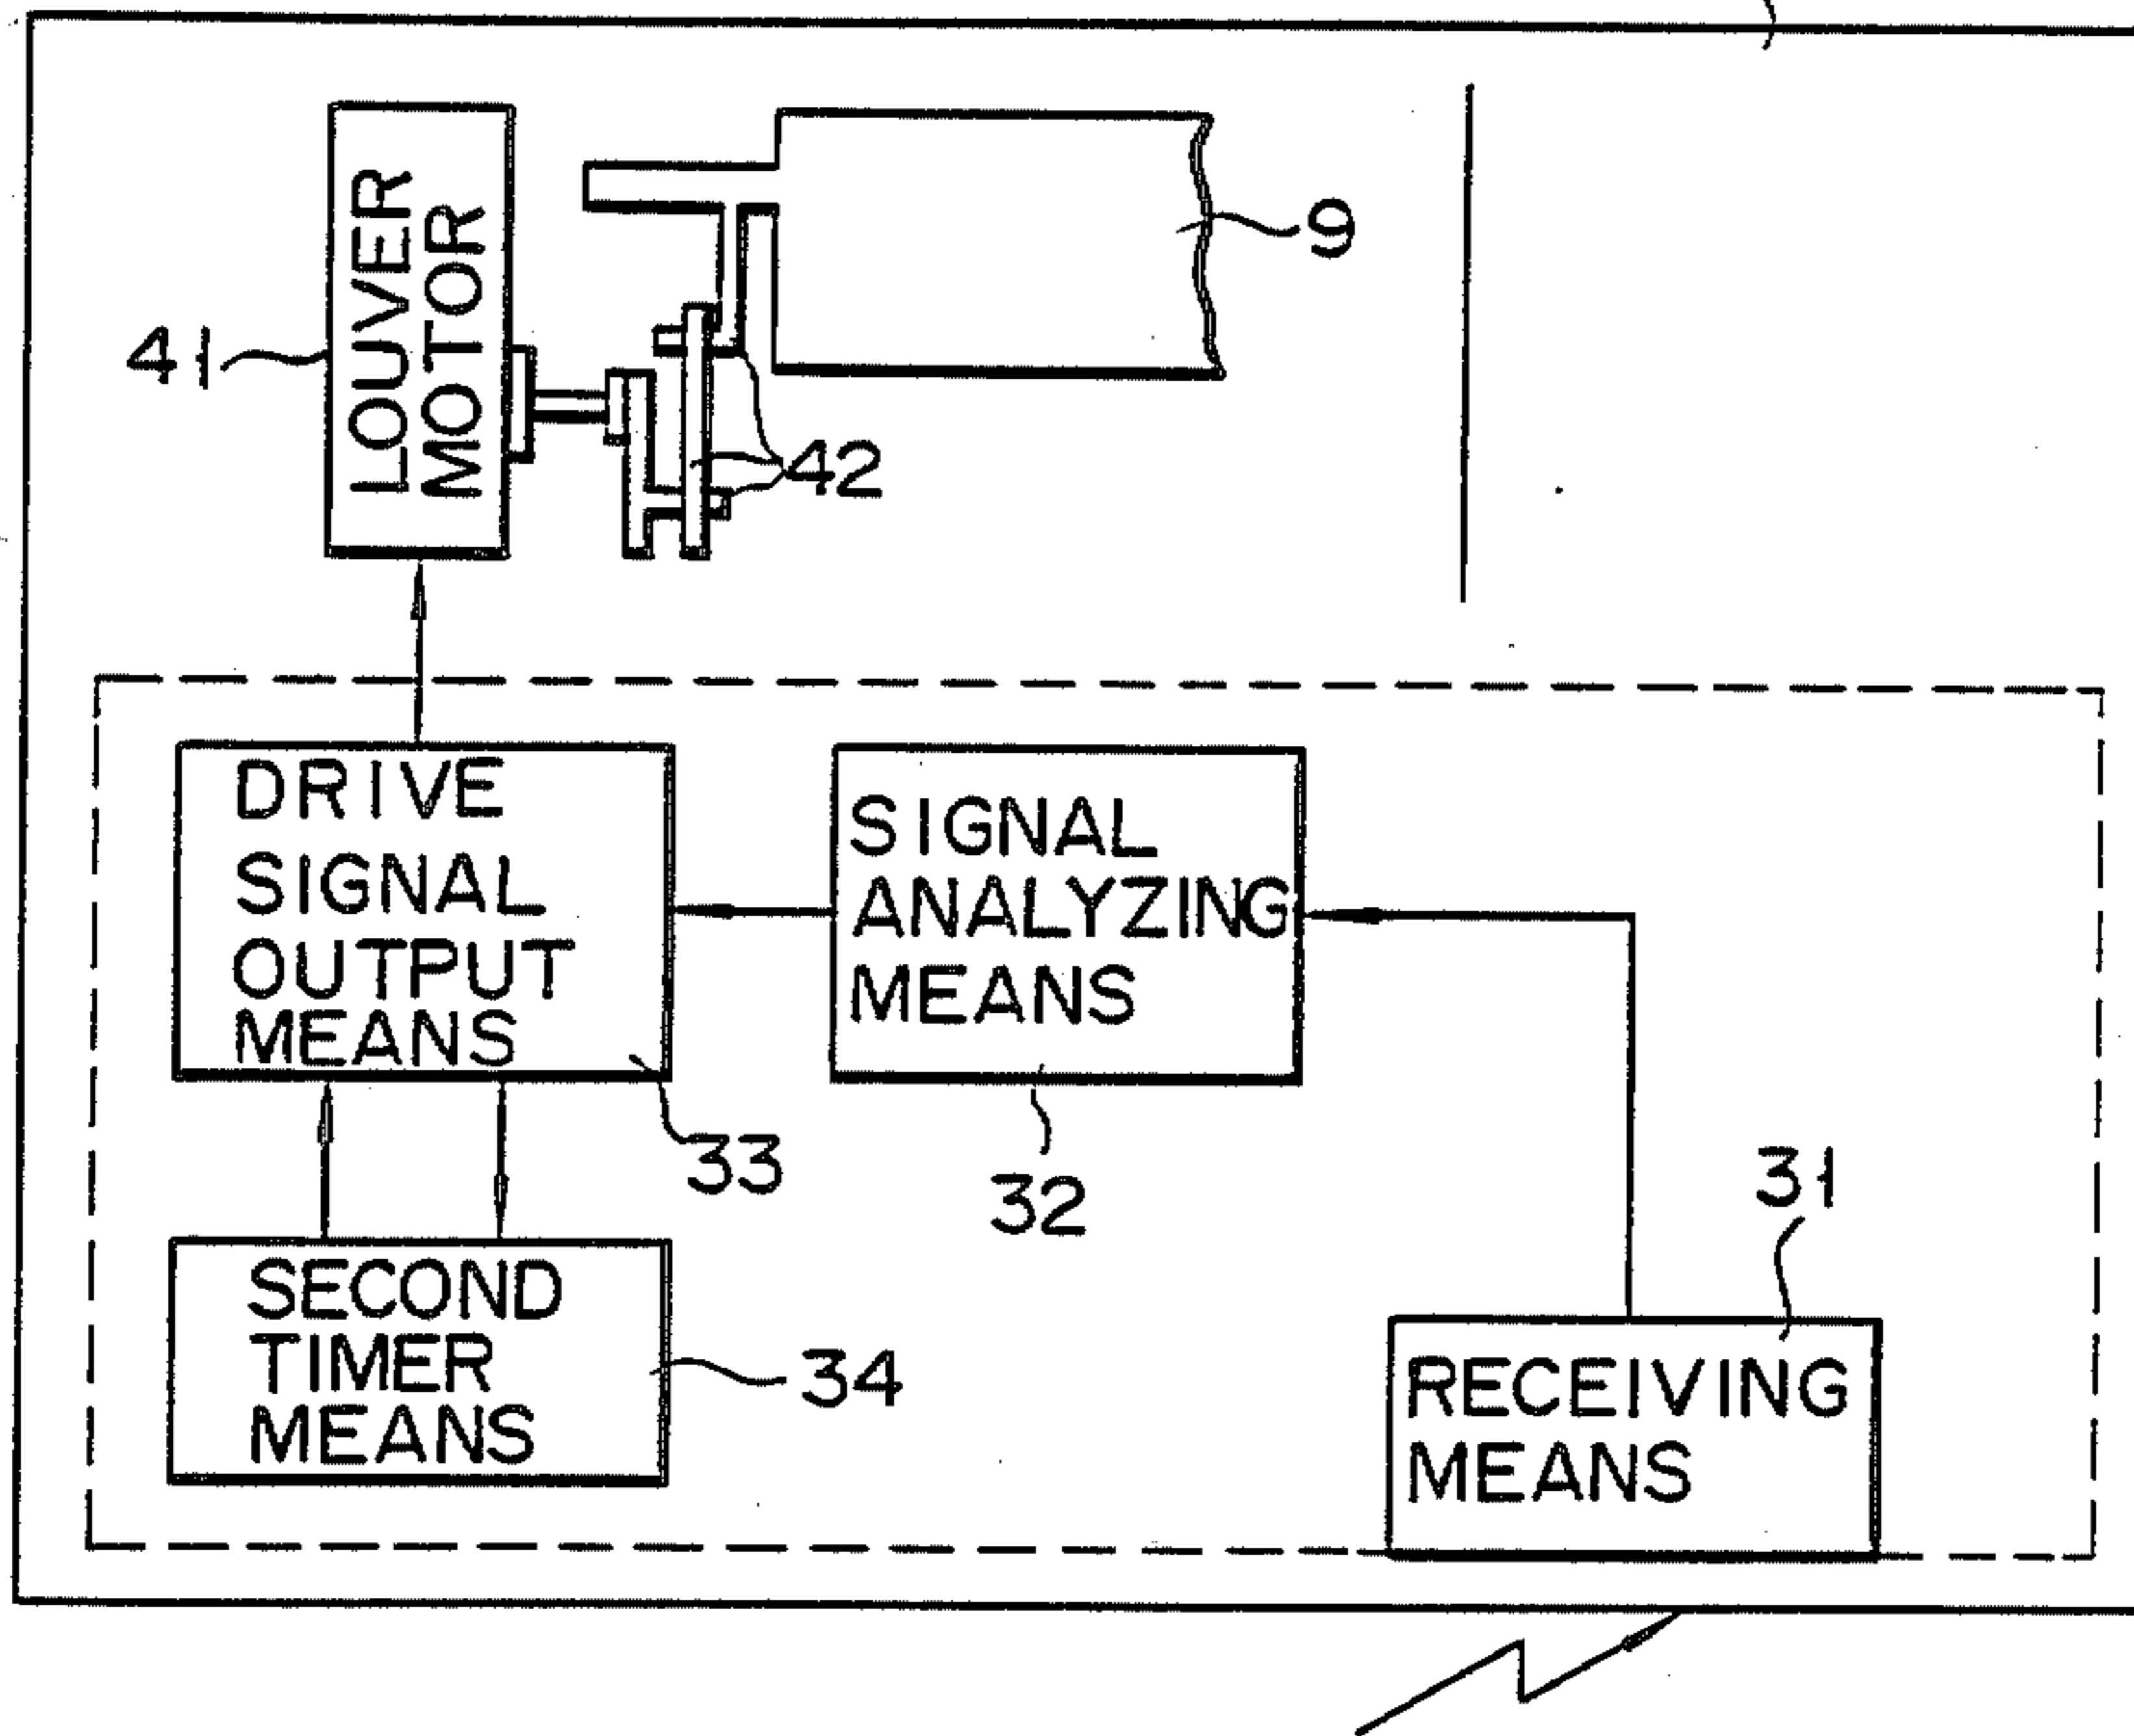 LOUVER
MOTOR
9
41
42
DRIVE
SIGNAL
OUTPUT
MEANS
SIGNAL
ANALYZING
MEANS
33
32
31
SECOND
TIMER
MEANS
34
RECEIVING
MEANS